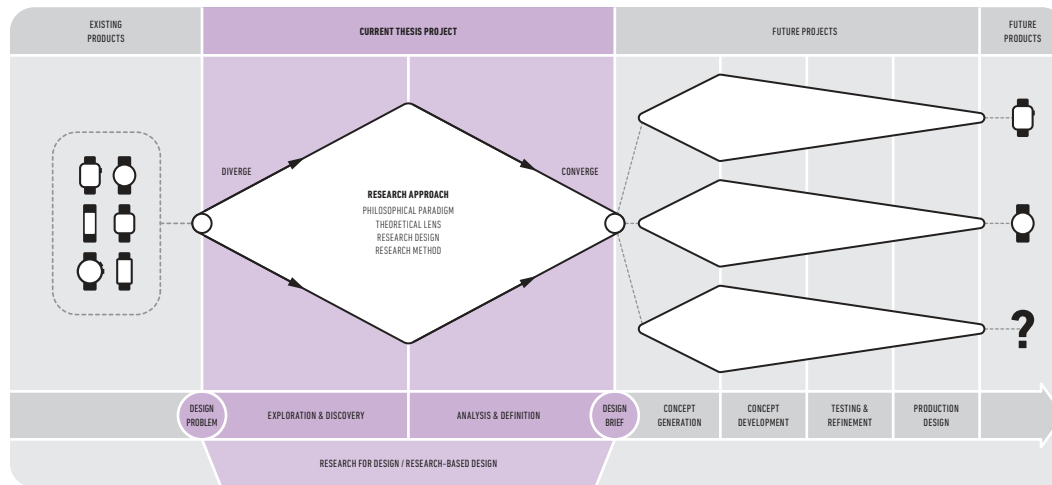 EXISTING
PRODUCTS
CURRENT THESIS PROJECT
FUTURE PROJECTS
FUTURE
PRODUCTS
DIVERGE
CONVERGE
RESEARCH APPROACH
PHILOSOPHICAL PARADIGM
THEORETICAL LENS
RESEARCH DESIGN
RESEARCH METHOD
?
DESIGN
PROBLEM
EXPLORATION & DISCOVERY
ANALYSIS & DEFINITION
DESIGN
BRIEF
CONCEPT
GENERATION
CONCEPT
DEVELOPMENT
TESTING &
REFINEMENT
PRODUCTION
DESIGN
RESEARCH FOR DESIGN / RESEARCH-BASED DESIGN